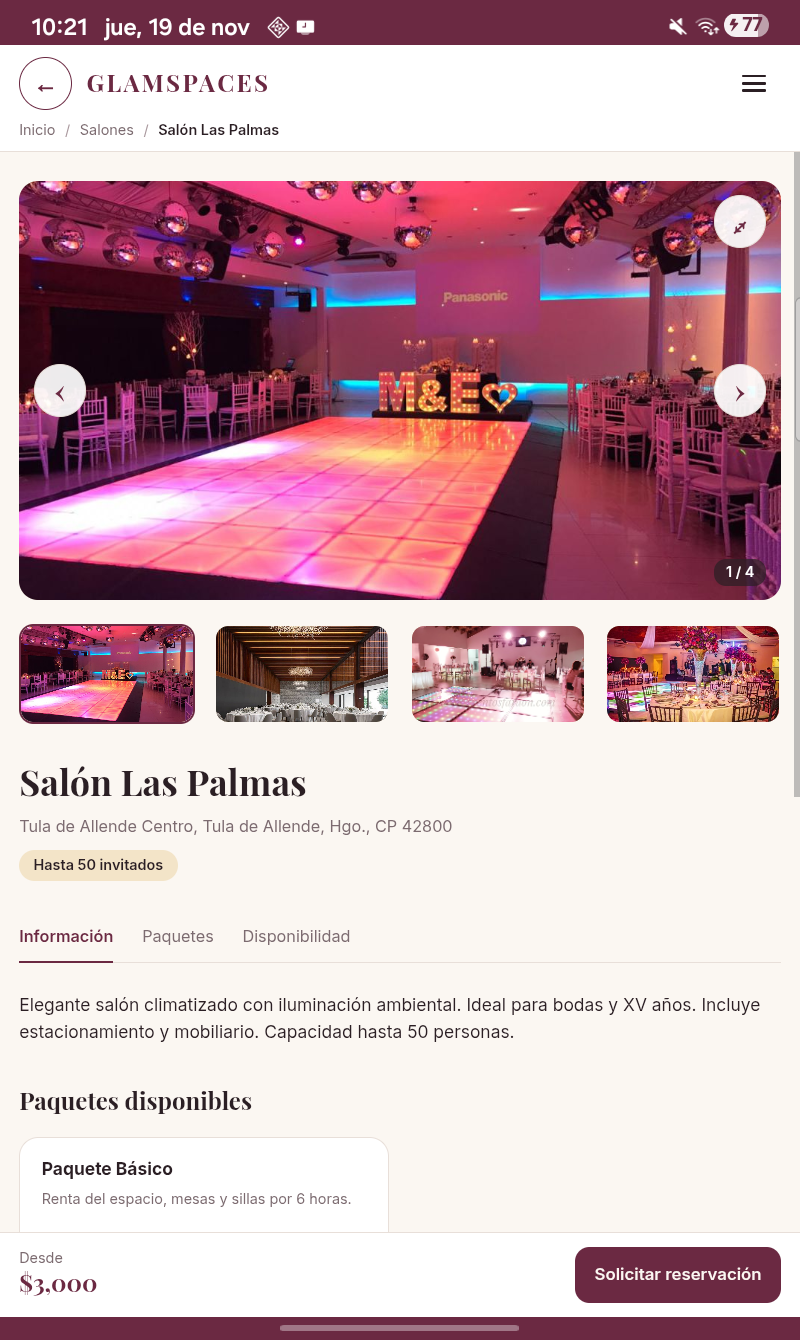 10:21 jue, 19 de nov
77
GLAMSPACES
Inicio / Salones / Salón Las Palmas
Panasonic
M&E
1 / 4
Salón Las Palmas
Tula de Allende Centro, Tula de Allende, Hgo., CP 42800
Hasta 50 invitados
Información Paquetes Disponibilidad
Elegante salón climatizado con iluminación ambiental. Ideal para bodas y XV años. Incluye
estacionamiento y mobiliario. Capacidad hasta 50 personas.
Paquetes disponibles
Paquete Básico
Renta del espacio, mesas y sillas por 6 horas.
Desde
$3,000
Solicitar reservación